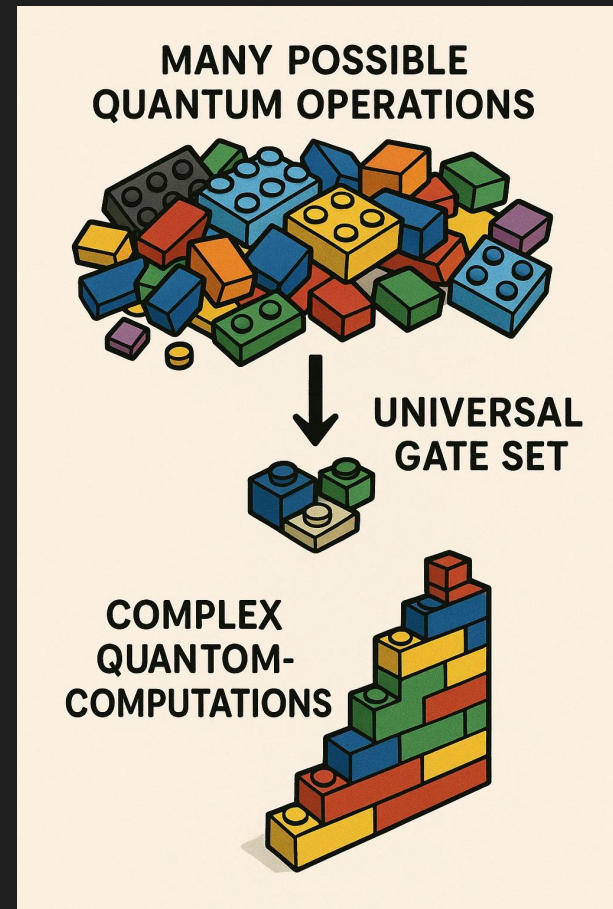 MANY POSSIBLE
QUANTUM OPERATIONS
UNIVERSAL
GATE SET
COMPLEX
QUANTOM-
COMPUTATIONS